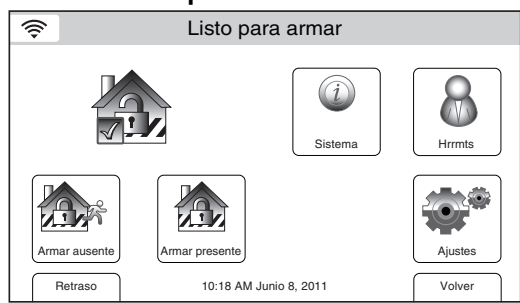 Listo para armar
Sistema
Hrrmts
Armar ausente
Armar presente
Ajustes
Retraso
10:18 AM Junio 8, 2011
Volver